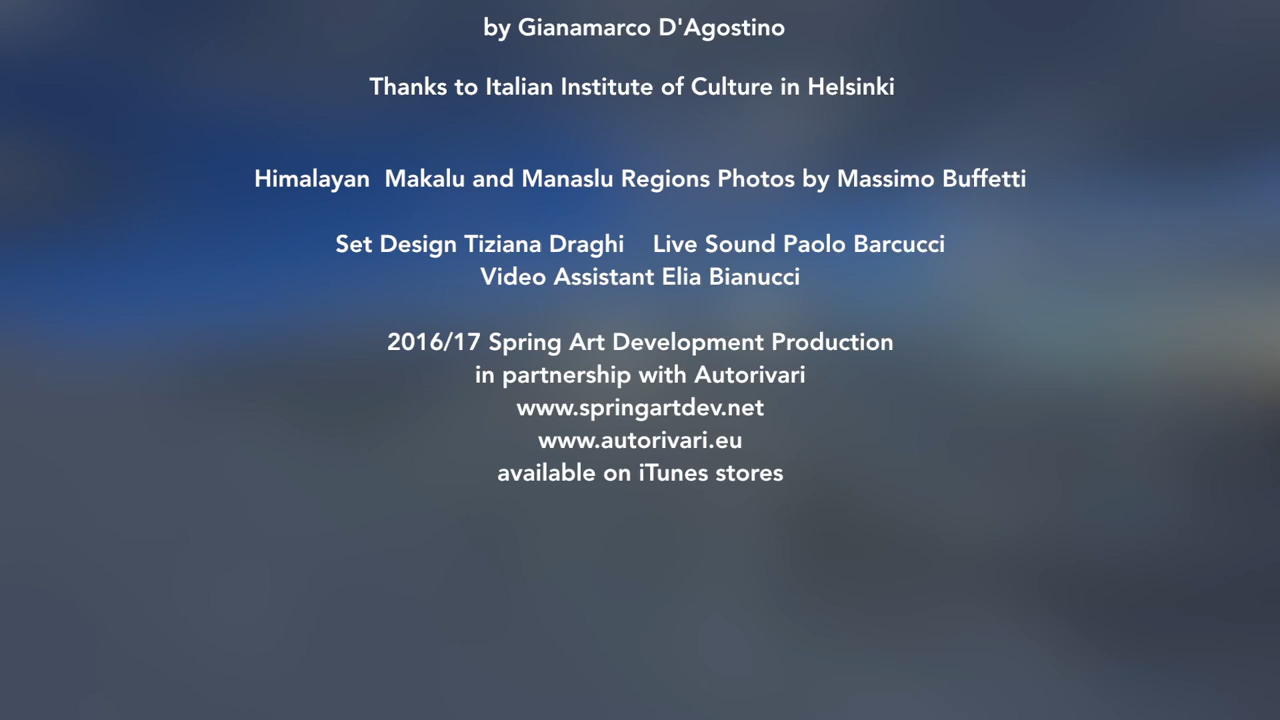 by Gianamarco D'Agostino
Thanks to Italian Institute of Culture in Helsinki
Himalayan  Makalu and Manaslu Regions Photos by Massimo Buffetti
Set Design Tiziana Draghi    Live Sound Paolo Barcucci
Video Assistant Elia Bianucci
2016/17 Spring Art Development Production
in partnership with Autorivari
www.springartdev.net
www.autorivari.eu
available on iTunes stores